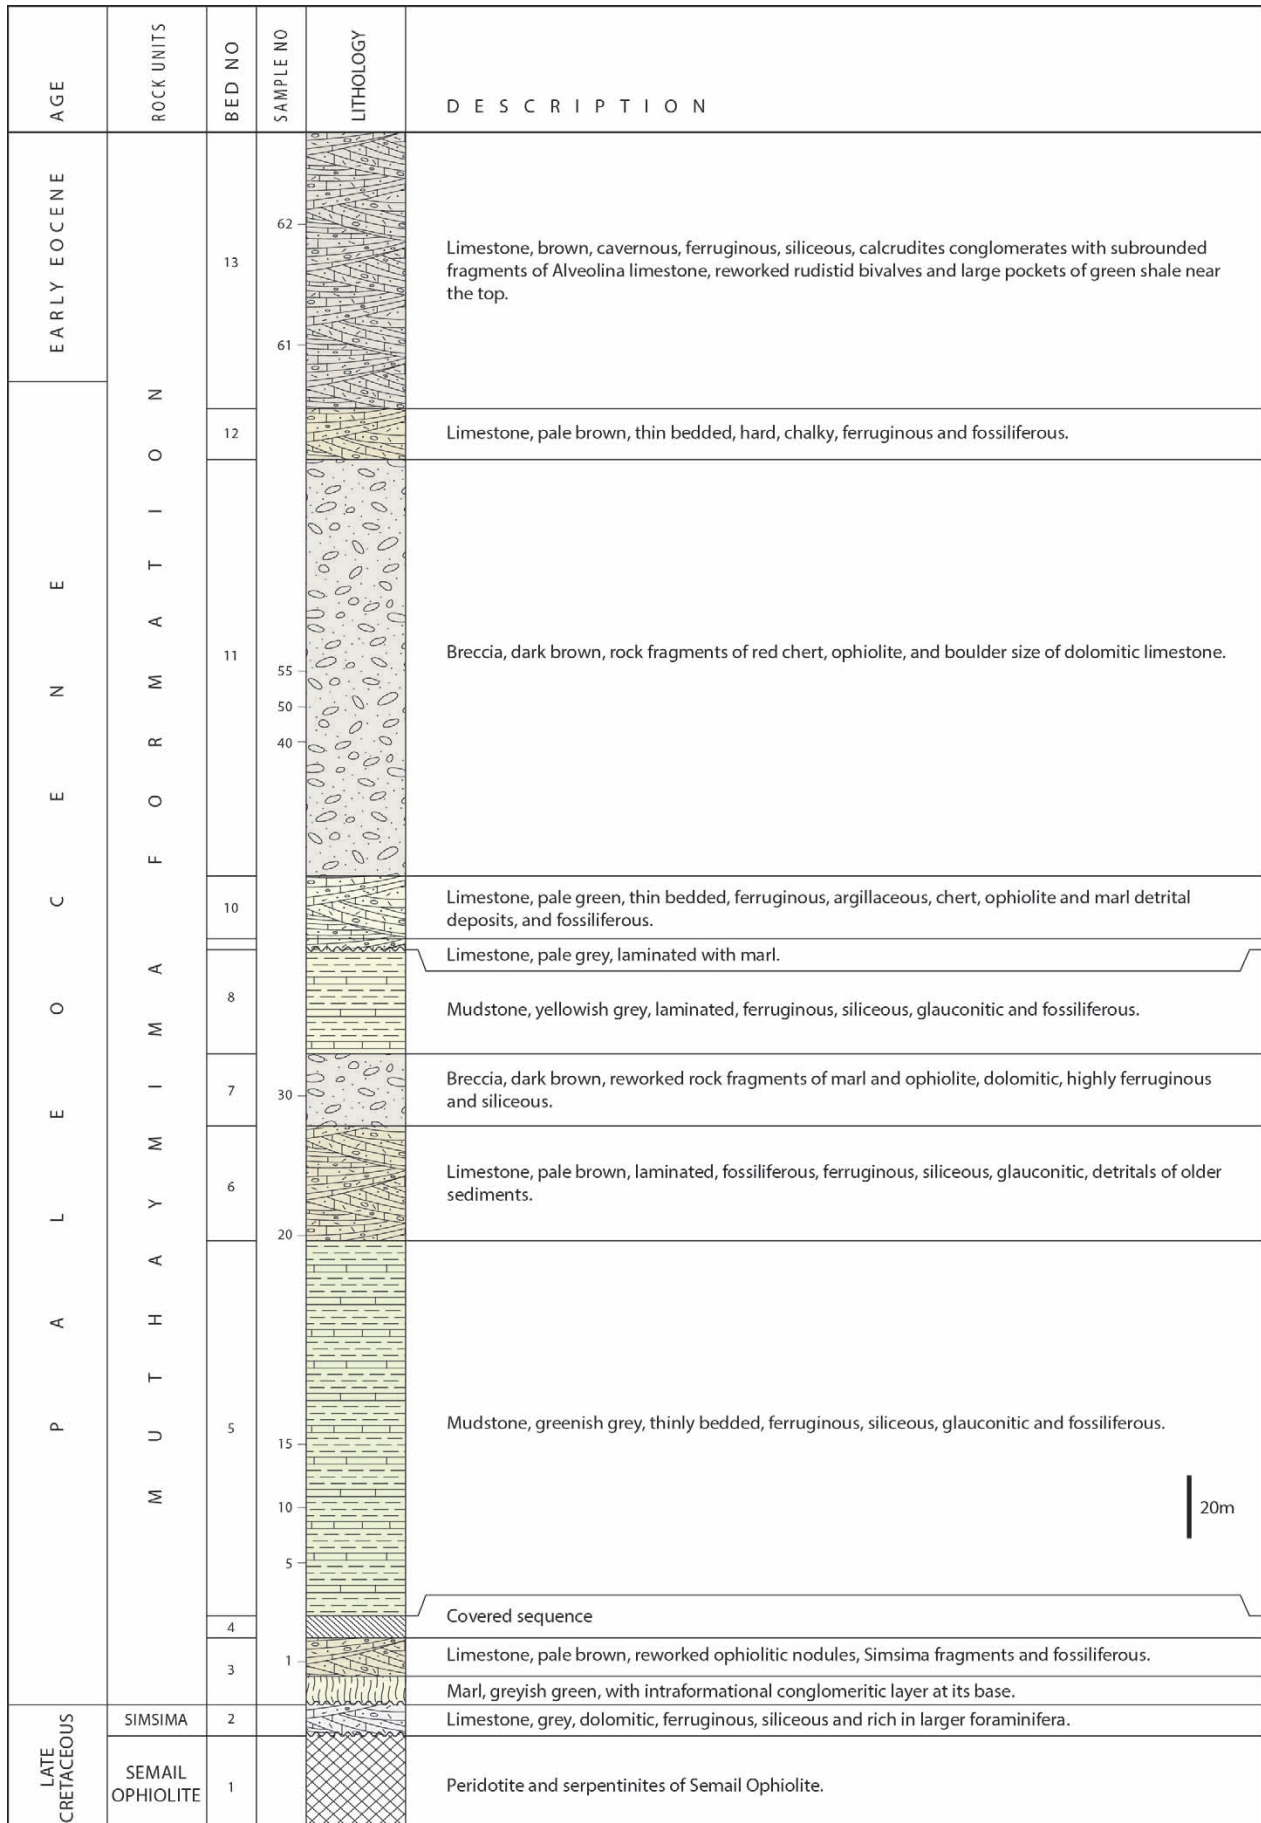 AGE
ROCK UNITS
BED NO
SAMPLE NO
LITHOLOGY
DESCRIPTION
EARLY EOCENE
PALEOCENE
LATE
CRETACEOUS
MUTHAYMIMA FORMATION
SIMSIMA
SEMAIL
OPHIOLITE
13
62
61
Limestone, brown, cavernous, ferruginous, siliceous, calcrudites conglomerates with subrounded
fragments of Alveolina limestone, reworked rudistid bivalves and large pockets of green shale near
the top.
12
Limestone, pale brown, thin bedded, hard, chalky, ferruginous and fossiliferous.
11
55
50
40
Breccia, dark brown, rock fragments of red chert, ophiolite, and boulder size of dolomitic limestone.
10
Limestone, pale green, thin bedded, ferruginous, argillaceous, chert, ophiolite and marl detrital
deposits, and fossiliferous.
Limestone, pale grey, laminated with marl.
8
Mudstone, yellowish grey, laminated, ferruginous, siliceous, glauconitic and fossiliferous.
7
30
Breccia, dark brown, reworked rock fragments of marl and ophiolite, dolomitic, highly ferruginous
and siliceous.
6
20
Limestone, pale brown, laminated, fossiliferous, ferruginous, siliceous, glauconitic, detritals of older
sediments.
5
15
10
5
Mudstone, greenish grey, thinly bedded, ferruginous, siliceous, glauconitic and fossiliferous.
20m
4
Covered sequence
3
1
Limestone, pale brown, reworked ophiolitic nodules, Simsima fragments and fossiliferous.
Marl, greyish green, with intraformational conglomeritic layer at its base.
2
Limestone, grey, dolomitic, ferruginous, siliceous and rich in larger foraminifera.
1
Peridotite and serpentinites of Semail Ophiolite.